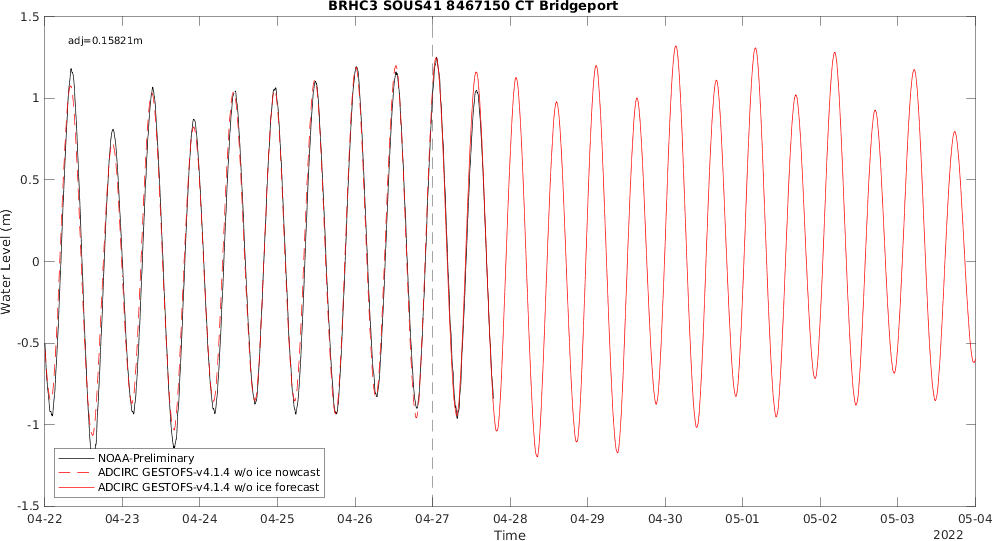 BRHC3 SOUS41 8467150 CT Bridgeport
adj=0.15821m
1.5
1
0.5
0
-0.5
-1
-1.5
Water Level (m)
NOAA-Preliminary
ADCIRC GESTOFS-v4.1.4 w/o ice nowcast
ADCIRC GESTOFS-v4.1.4 w/o ice forecast
04-22 04-23 04-24 04-25 04-26 04-27 04-28 04-29 04-30 05-01 05-02 05-03 05-04
Time
2022